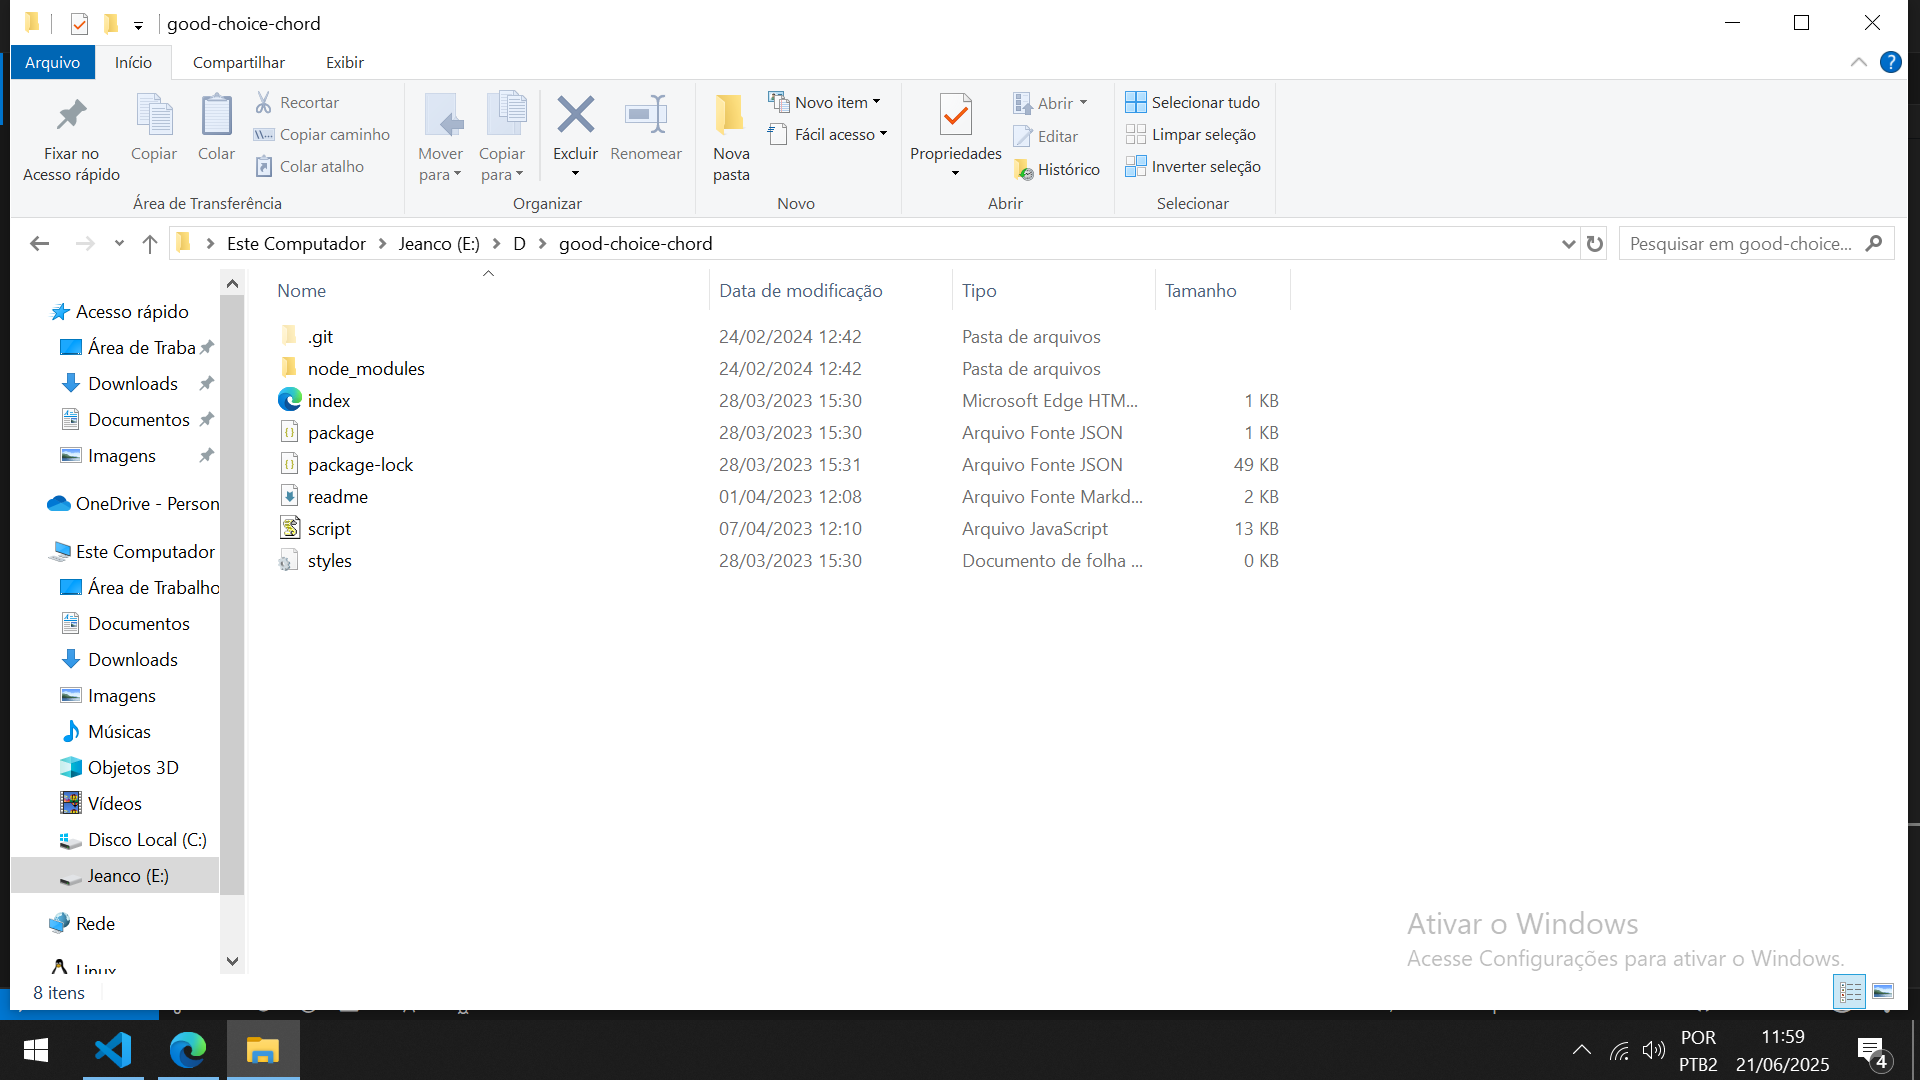 good-choice-chord
Arquivo
Início
Compartilhar
Exibir
Fixar no
Acesso rápido
Copiar
Colar
Recortar
Copiar caminho
Colar atalho
Área de Transferência
Mover
para
Copiar
para
Excluir
Renomear
Organizar
Nova
pasta
Novo item
Fácil acesso
Novo
Propriedades
Abrir
Editar
Histórico
Abrir
Selecionar tudo
Limpar seleção
Inverter seleção
Selecionar
Este Computador
Jeanco (E:)
D
good-choice-chord
Pesquisar em good-choice...
Acesso rápido
Área de Traba
Downloads
Documentos
Imagens
OneDrive - Person
Este Computador
Área de Trabalho
Documentos
Downloads
Imagens
Músicas
Objetos 3D
Vídeos
Disco Local (C:)
Jeanco (E:)
Rede
Linux
Nome Data de modificação Tipo Tamanho
.git 24/02/2024 12:42 Pasta de arquivos
node_modules 24/02/2024 12:42 Pasta de arquivos
index 28/03/2023 15:30 Microsoft Edge HTM... 1 KB
package 28/03/2023 15:30 Arquivo Fonte JSON 1 KB
package-lock 28/03/2023 15:31 Arquivo Fonte JSON 49 KB
readme 01/04/2023 12:08 Arquivo Fonte Markd... 2 KB
script 07/04/2023 12:10 Arquivo JavaScript 13 KB
styles 28/03/2023 15:30 Documento de folha ... 0 KB
Ativar o Windows
Acesse Configurações para ativar o Windows.
8 itens
POR
PTB2
11:59
21/06/2025
4